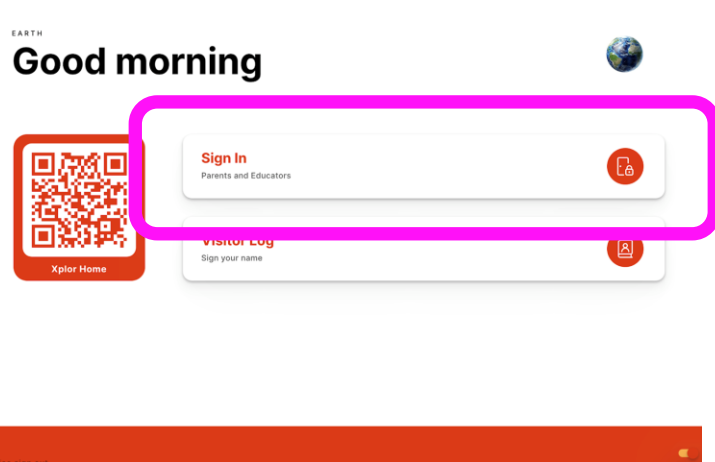 EARTH
Good morning
Sign In
Parents and Educators
Visitor Log
Sign your name
Xplor Home